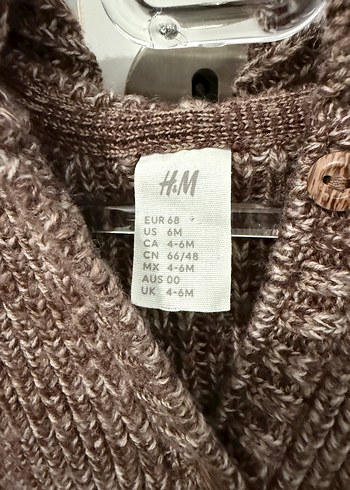 H&M
EUR 68
US 6M
CA 4-6M
CN 66/48
MX 4-6M
AUS 00
UK 4-6M